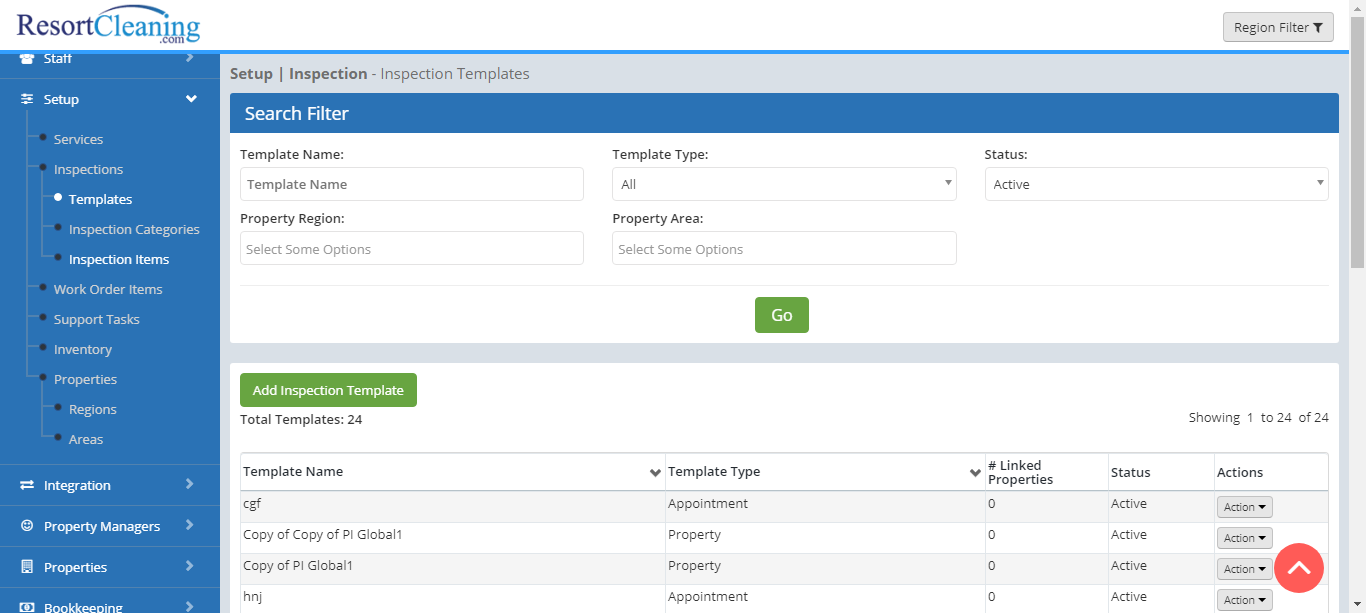 ResortCleaning
.com
Region Filter
Staff
Setup
Services
Inspections
Templates
Inspection Categories
Inspection Items
Work Order Items
Support Tasks
Inventory
Properties
Regions
Areas
Integration
Property Managers
Properties
Bookkeeping
Setup | Inspection - Inspection Templates
Search Filter
Template Name: Template Type: Status:
Template Name All Active
Property Region: Property Area:
Select Some Options Select Some Options
Go
Add Inspection Template
Total Templates: 24
Showing 1 to 24 of 24
Template Name Template Type # Linked Properties Status Actions
cgf Appointment 0 Active Action
Copy of Copy of PI Global1 Property 0 Active Action
Copy of PI Global1 Property 0 Active Action
hnj Appointment 0 Active Action